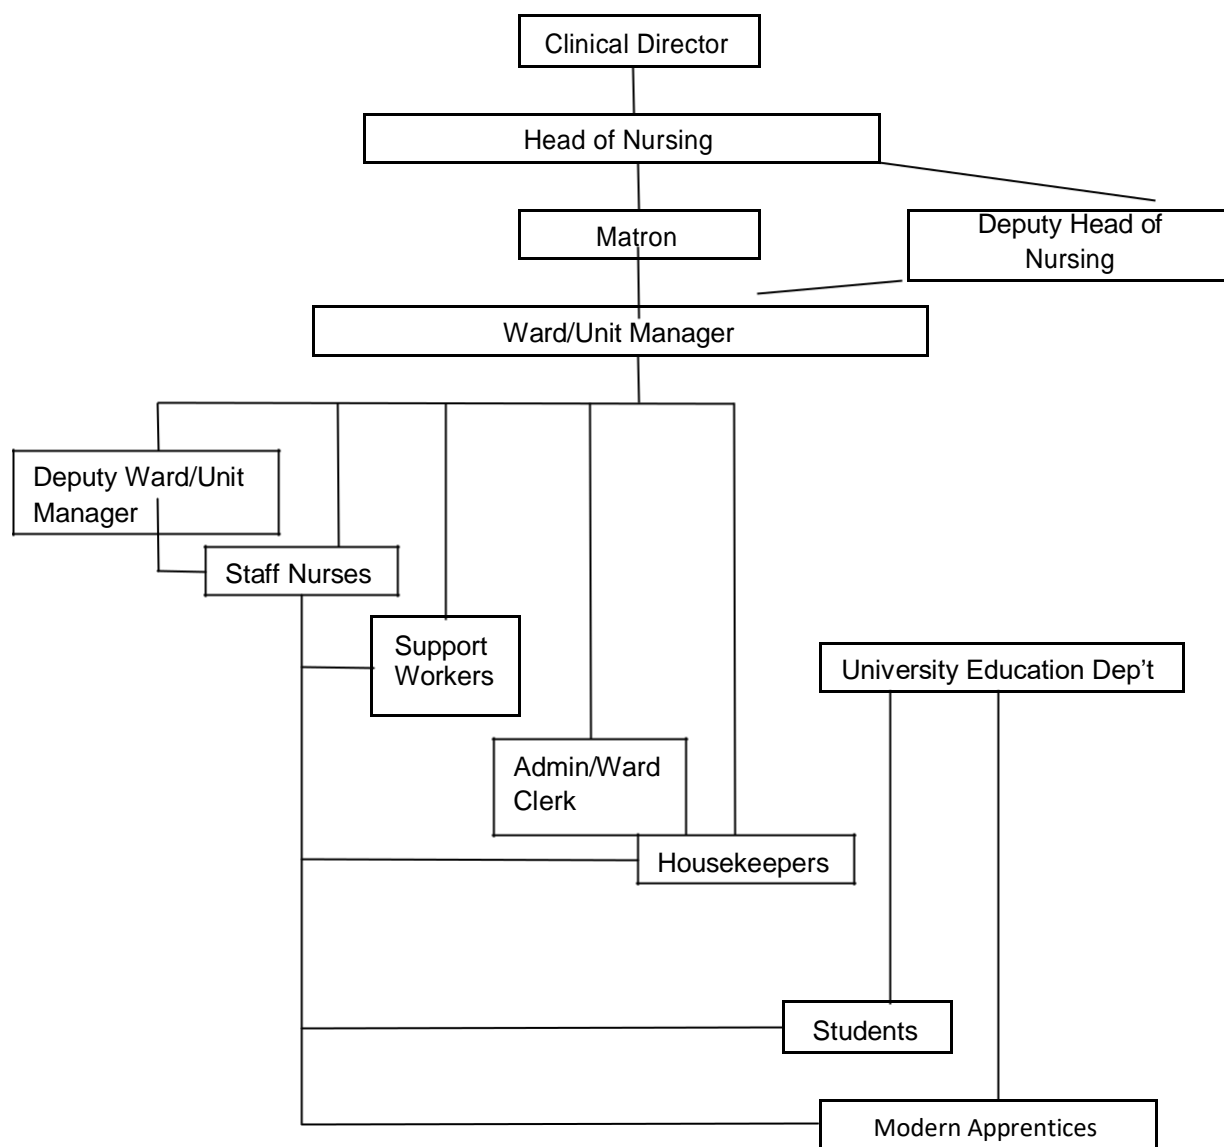 Clinical Director
Head of Nursing
Matron
Deputy Head of
Nursing
Ward/Unit Manager
Deputy Ward/Unit
Manager
Staff Nurses
Support
Workers
University Education Dep’t
Admin/Ward
Clerk
Housekeepers
Students
Modern Apprentices